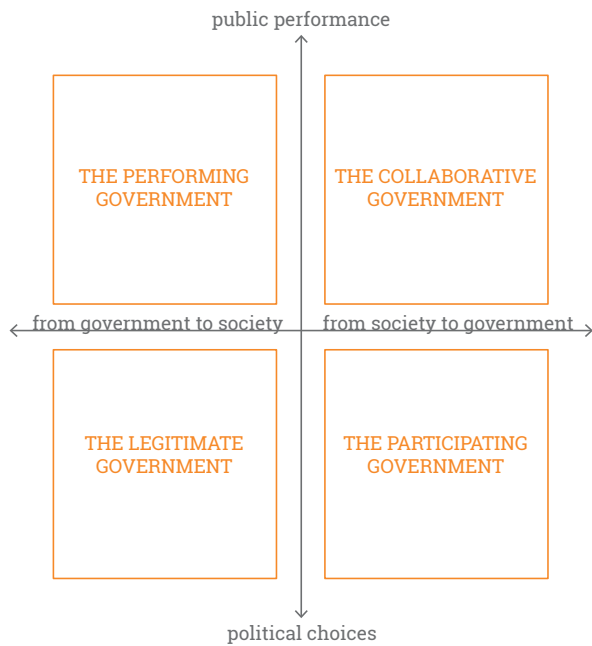 public performance
THE PERFORMING
GOVERNMENT
THE COLLABORATIVE
GOVERNMENT
from government to society
from society to government
THE LEGITIMATE
GOVERNMENT
THE PARTICIPATING
GOVERNMENT
political choices